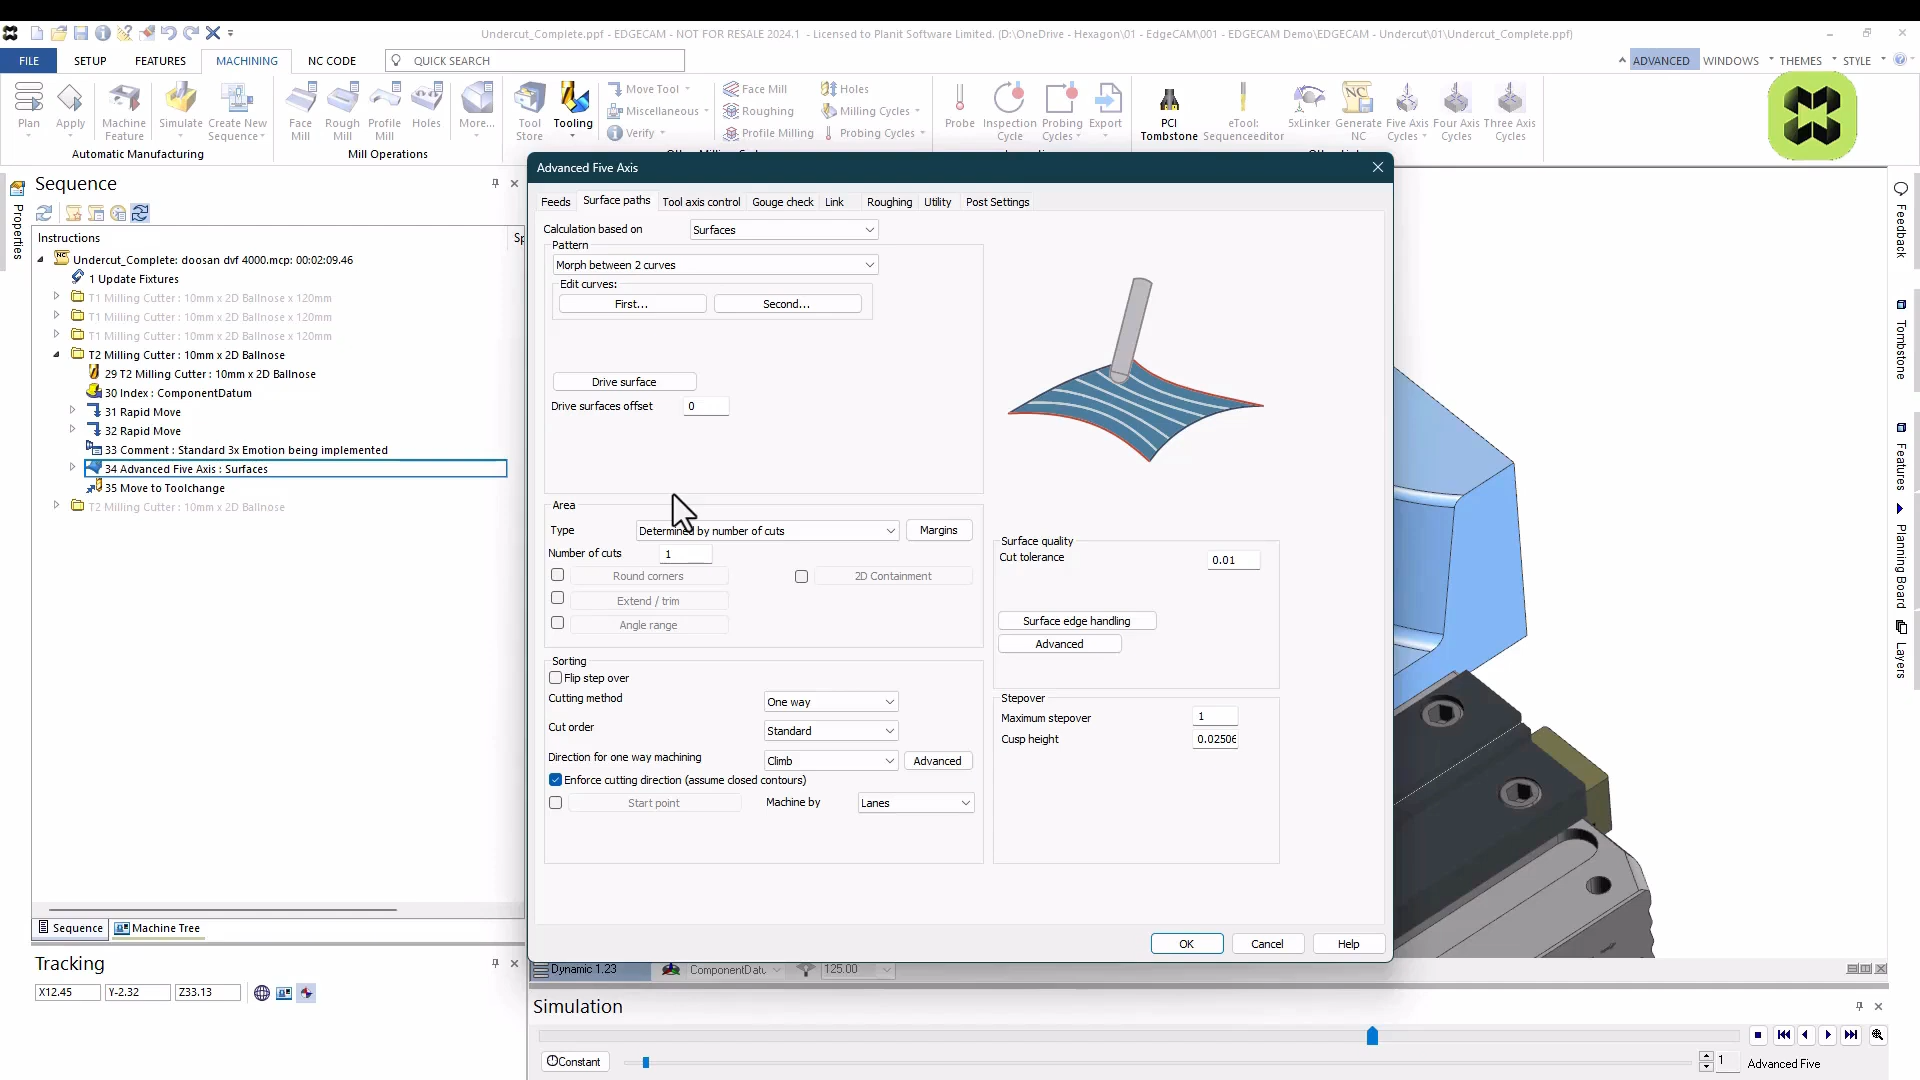 Undercut_Complete.ppf - EDGECAM - NOT FOR RESALE 2024.1 - Licensed to Planit Software Limited. (D:\OneDrive - Hexagon\01 - EdgeCAM\001 - EDGECAM Demo\EDGECAM - Undercut\01\Undercut_Complete.ppf)
FILE SETUP FEATURES MACHINING NC CODE QUICK SEARCH ADVANCED WINDOWS THEMES STYLE
Plan
Apply
Machine Feature
Simulate
Create New Sequence
Automatic Manufacturing
Face Mill
Rough Mill
Profile Mill
Holes
More...
Mill Operations
Tool Store
Tooling
Move Tool
Miscellaneous
Verify
Face Mill
Roughing
Profile Milling
Holes
Milling Cycles
Probing Cycles
Probe
Inspection Cycle
Probing Cycles
Export
PCI Tombstone
eTool: Sequenceeditor
5xLinker
Generate NC
Five Axis Cycles
Four Axis Cycles
Three Axis Cycles
Properties
Sequence
Instructions Sp
Undercut_Complete: doosan dvf 4000.mcp: 00:02:09.46
1 Update Fixtures
T1 Milling Cutter : 10mm x 2D Ballnose x 120mm
T1 Milling Cutter : 10mm x 2D Ballnose x 120mm
T1 Milling Cutter : 10mm x 2D Ballnose x 120mm
T2 Milling Cutter : 10mm x 2D Ballnose
29 T2 Milling Cutter : 10mm x 2D Ballnose
30 Index : ComponentDatum
31 Rapid Move
32 Rapid Move
33 Comment : Standard 3x Emotion being implemented
34 Advanced Five Axis : Surfaces
35 Move to Toolchange
T2 Milling Cutter : 10mm x 2D Ballnose
Sequence Machine Tree
Tracking
X12.45 Y-2.32 Z33.13
Advanced Five Axis
Feeds Surface paths Tool axis control Gouge check Link Roughing Utility Post Settings
Calculation based on Surfaces
Pattern
Morph between 2 curves
Edit curves:
First... Second...
Drive surface
Drive surfaces offset 0
Area
Type Determined by number of cuts Margins
Number of cuts 1
Round corners 2D Containment
Extend / trim
Angle range
Sorting
Flip step over
Cutting method One way
Cut order Standard
Direction for one way machining Climb Advanced
Enforce cutting direction (assume closed contours)
Start point Machine by Lanes
Surface quality
Cut tolerance 0.01
Surface edge handling
Advanced
Stepover
Maximum stepover 1
Cusp height 0.02506
OK Cancel Help
Dynamic 1.23 ComponentDatu 125.00
Simulation
Constant
1 Advanced Five
Feedback
Tombstone
Features
Planning Board
Layers